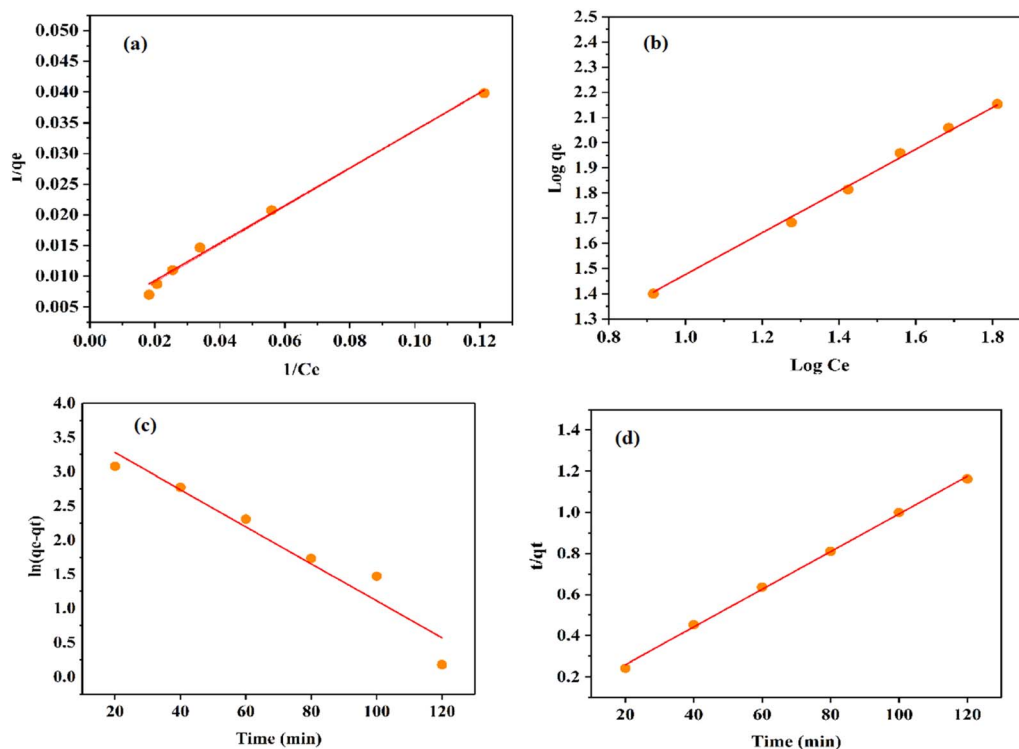 (a)
1/qe
0.050
0.045
0.040
0.035
0.030
0.025
0.020
0.015
0.010
0.005
0.00 0.02 0.04 0.06 0.08 0.10 0.12
1/Ce
(b)
Log qe
2.5
2.4
2.3
2.2
2.1
2.0
1.9
1.8
1.7
1.6
1.5
1.4
1.3
0.8 1.0 1.2 1.4 1.6 1.8
Log Ce
(c)
ln(qe-qt)
4.0
3.5
3.0
2.5
2.0
1.5
1.0
0.5
0.0
20 40 60 80 100 120
Time (min)
(d)
t/qt
1.4
1.2
1.0
0.8
0.6
0.4
0.2
20 40 60 80 100 120
Time (min)